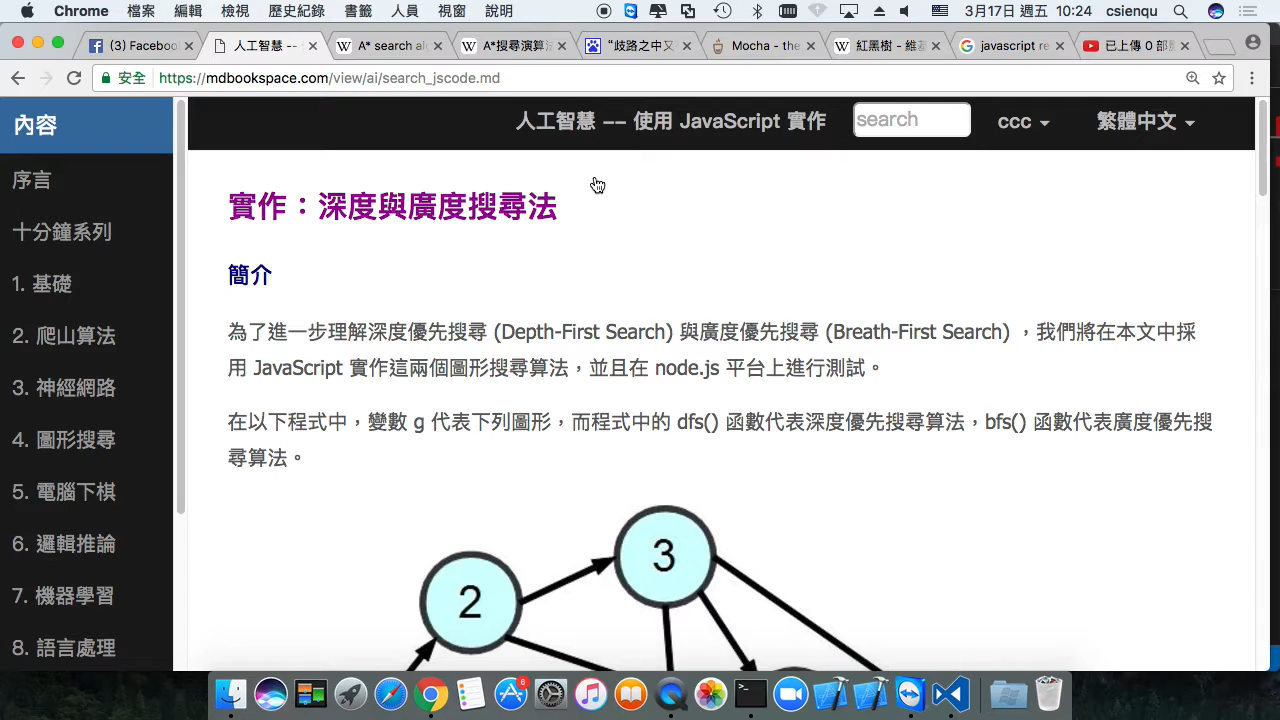 Chrome 檔案 編輯 檢視 歷史紀錄 書籤 人員 視窗 說明 3月17日 週五 10:24 csienqu
(3) Faceboo 人工智慧 -- A* search al A*搜尋演算 “歧路之中又 Mocha - the 紅黑樹 - 維 javascript re 已上傳 0 部
安全 https://mdbookspace.com/view/ai/search_jscode.md
內容
人工智慧 -- 使用 JavaScript 實作 search ccc 繁體中文
序言
十分鐘系列
1. 基礎
2. 爬山算法
3. 神經網路
4. 圖形搜尋
5. 電腦下棋
6. 邏輯推論
7. 機器學習
8. 語言處理
實作：深度與廣度搜尋法
簡介
為了進一步理解深度優先搜尋 (Depth-First Search) 與廣度優先搜尋 (Breath-First Search) ，我們將在本文中採
用 JavaScript 實作這兩個圖形搜尋算法，並且在 node.js 平台上進行測試。
在以下程式中，變數 g 代表下列圖形，而程式中的 dfs() 函數代表深度優先搜尋算法，bfs() 函數代表廣度優先搜
尋算法。
3
2
6